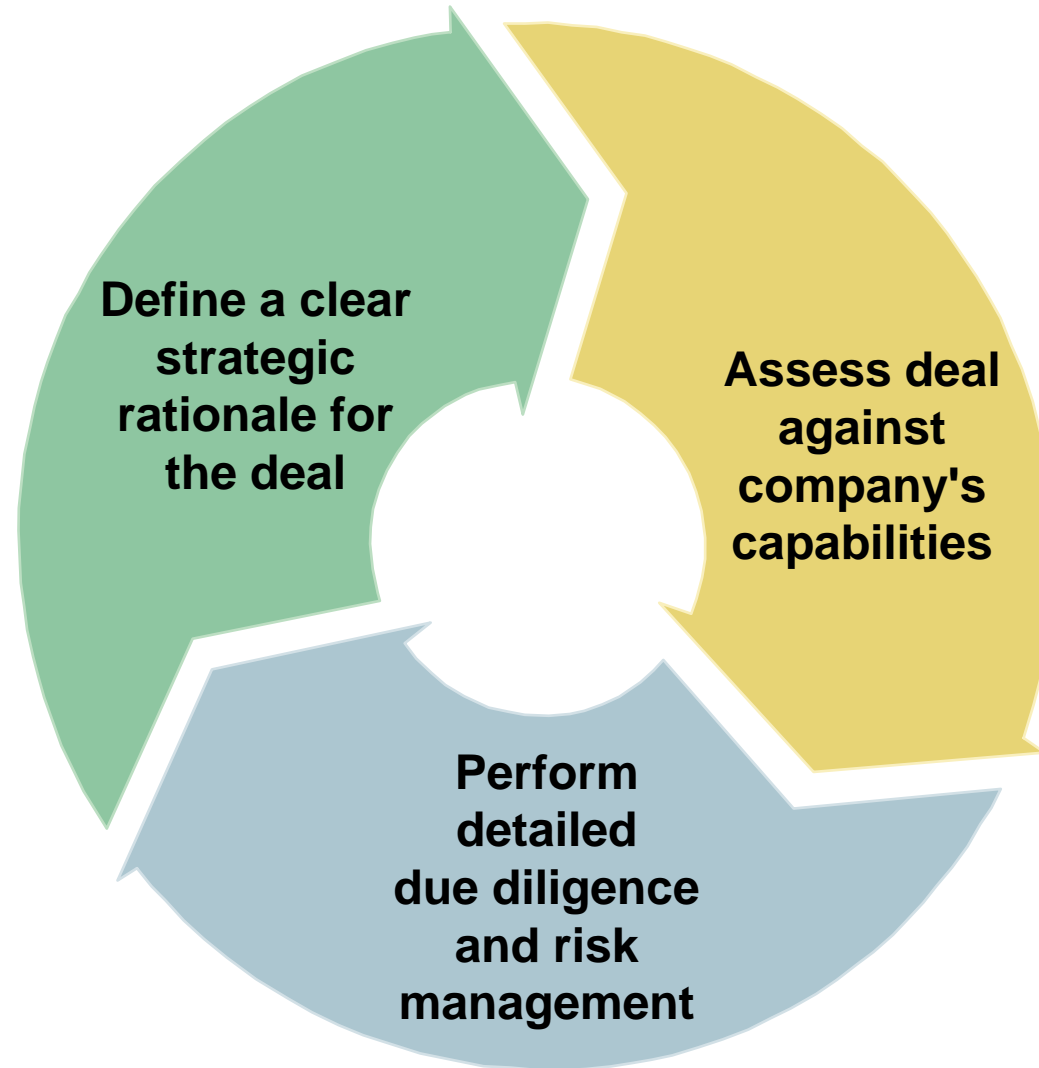 Define a clear
strategic
rationale for
the deal
Assess deal
against
company's
capabilities
Perform
detailed
due diligence
and risk
management